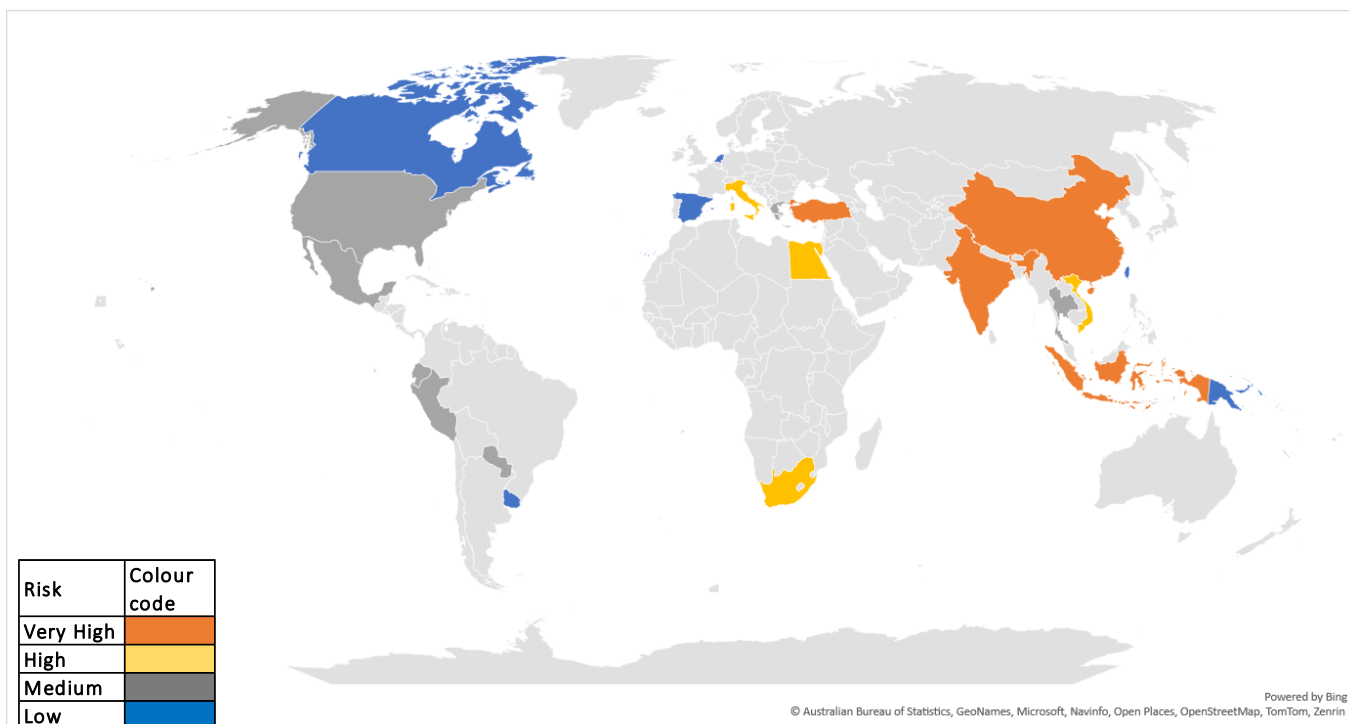 Risk
Colour
code
Very High
High
Medium
Low
Powered by Bing
© Australian Bureau of Statistics, GeoNames, Microsoft, Navinfo, Open Places, OpenStreetMap, TomTom, Zenrin